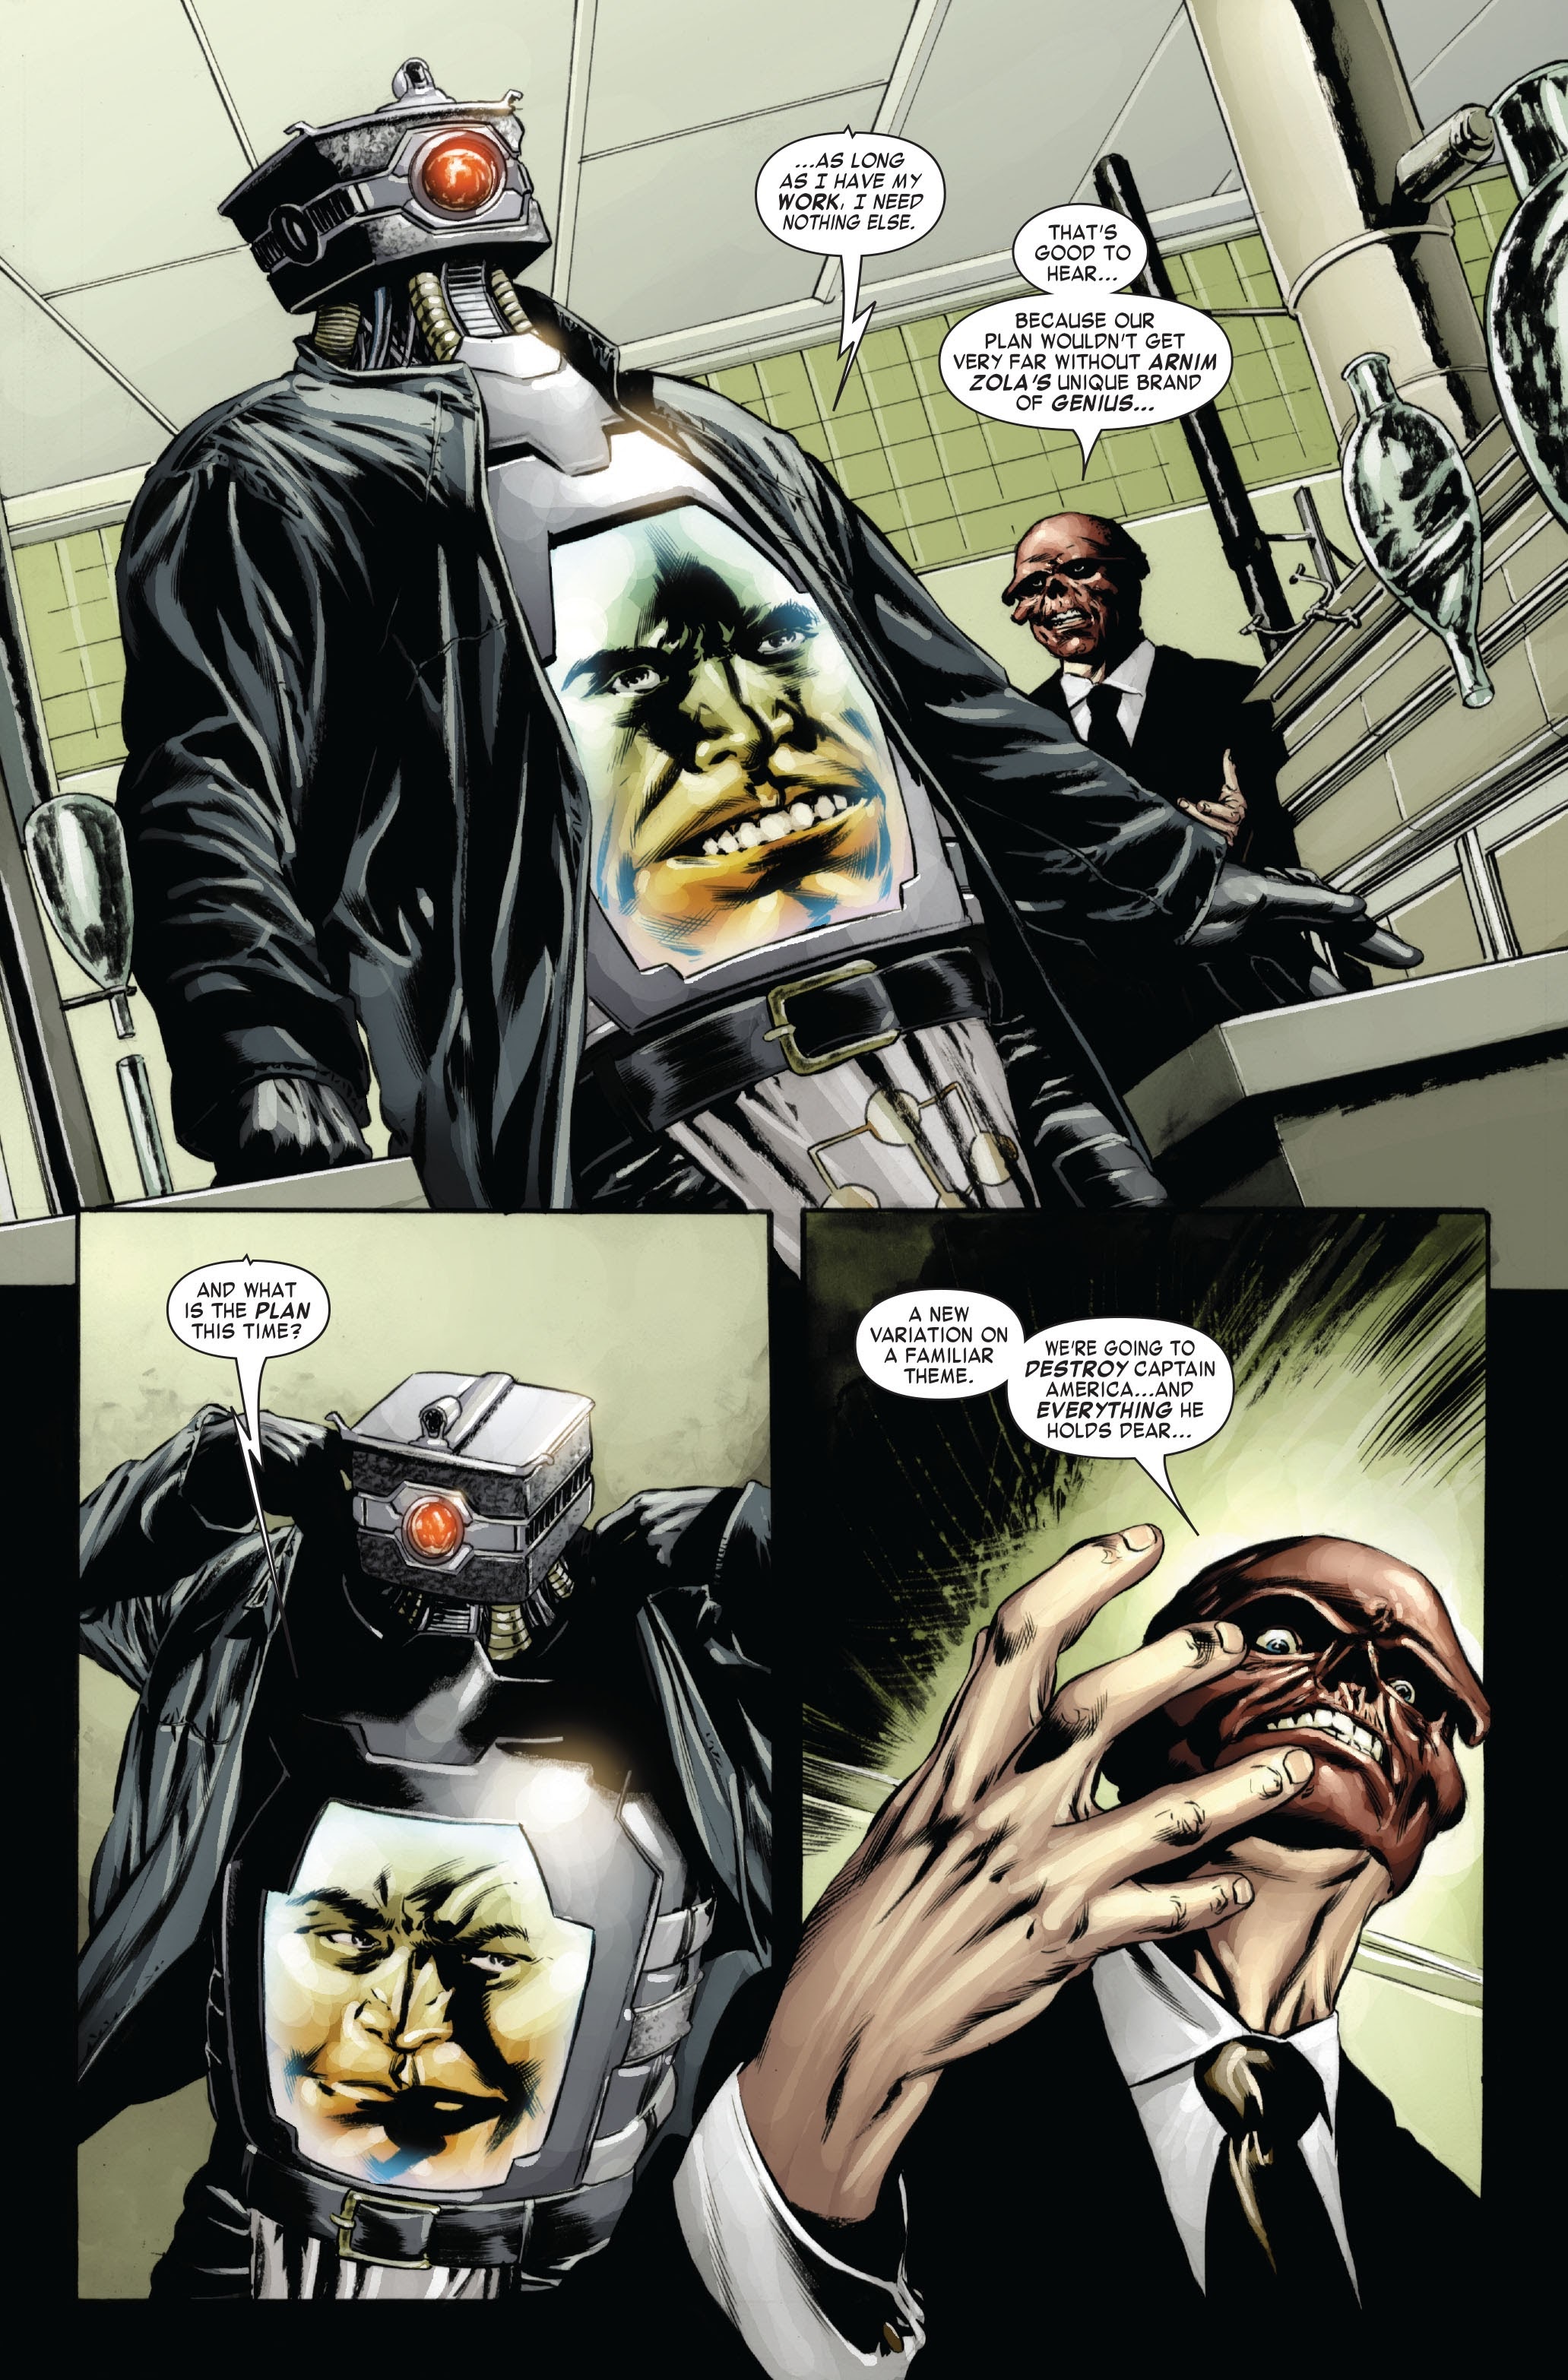 ...AS LONG
AS I HAVE MY
WORK, I NEED
NOTHING ELSE.
THAT'S
GOOD TO
HEAR...
BECAUSE OUR
PLAN WOULDN'T GET
VERY FAR WITHOUT ARNIM
ZOLA'S UNIQUE BRAND
OF GENIUS...
AND WHAT
IS THE PLAN
THIS TIME?
A NEW
VARIATION ON
A FAMILIAR
THEME.
WE'RE GOING TO
DESTROY CAPTAIN
AMERICA...AND
EVERYTHING HE
HOLDS DEAR...